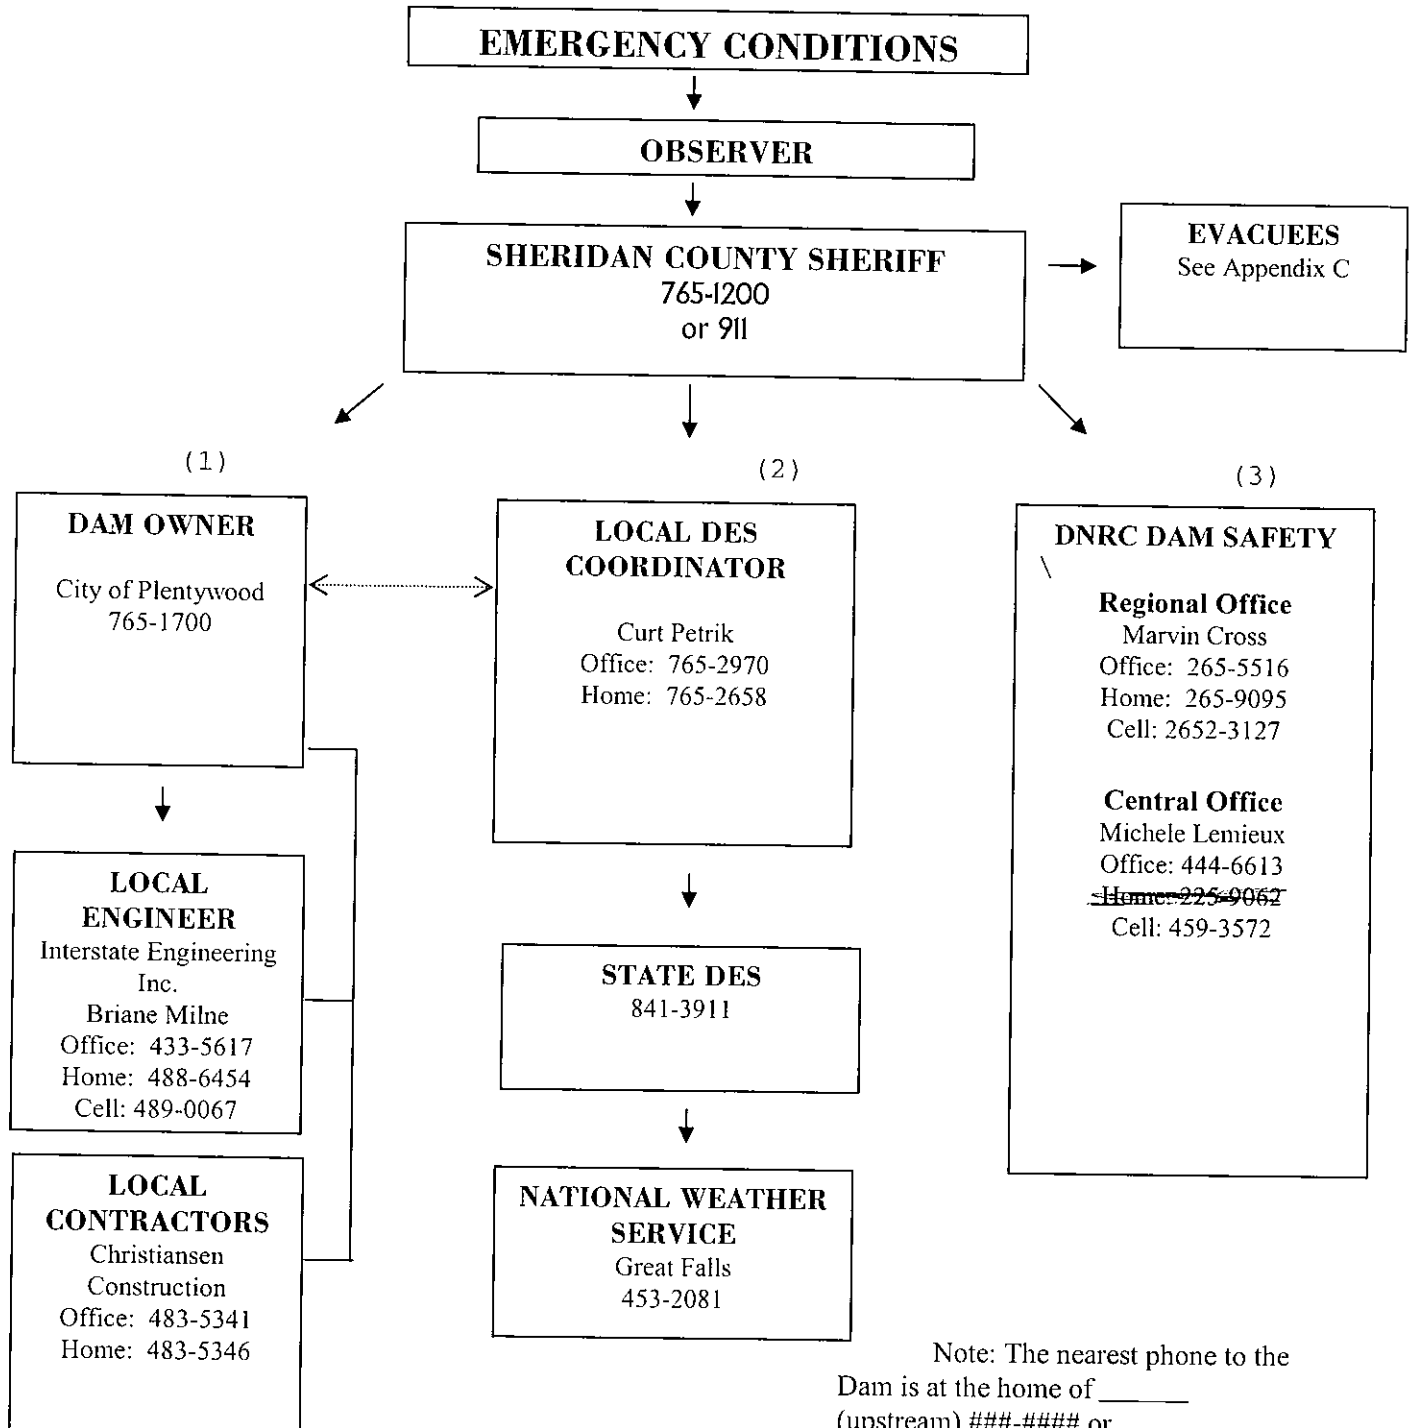 EMERGENCY CONDITIONS
OBSERVER
SHERIDAN COUNTY SHERIFF
765-1200
or 911
EVACUEES
See Appendix C
(1)
DAM OWNER
City of Plentywood
765-1700
LOCAL
ENGINEER
Interstate Engineering
Inc.
Briane Milne
Office: 433-5617
Home: 488-6454
Cell: 489-0067
LOCAL
CONTRACTORS
Christiansen
Construction
Office: 483-5341
Home: 483-5346
(2)
LOCAL DES
COORDINATOR
Curt Petrik
Office: 765-2970
Home: 765-2658
STATE DES
841-3911
NATIONAL WEATHER
SERVICE
Great Falls
453-2081
(3)
DNRC DAM SAFETY
\
Regional Office
Marvin Cross
Office: 265-5516
Home: 265-9095
Cell: 2652-3127
Central Office
Michele Lemieux
Office: 444-6613
Home: 225-9062
Cell: 459-3572
Note: The nearest phone to the
Dam is at the home of ______
(upstream) ###-#### or